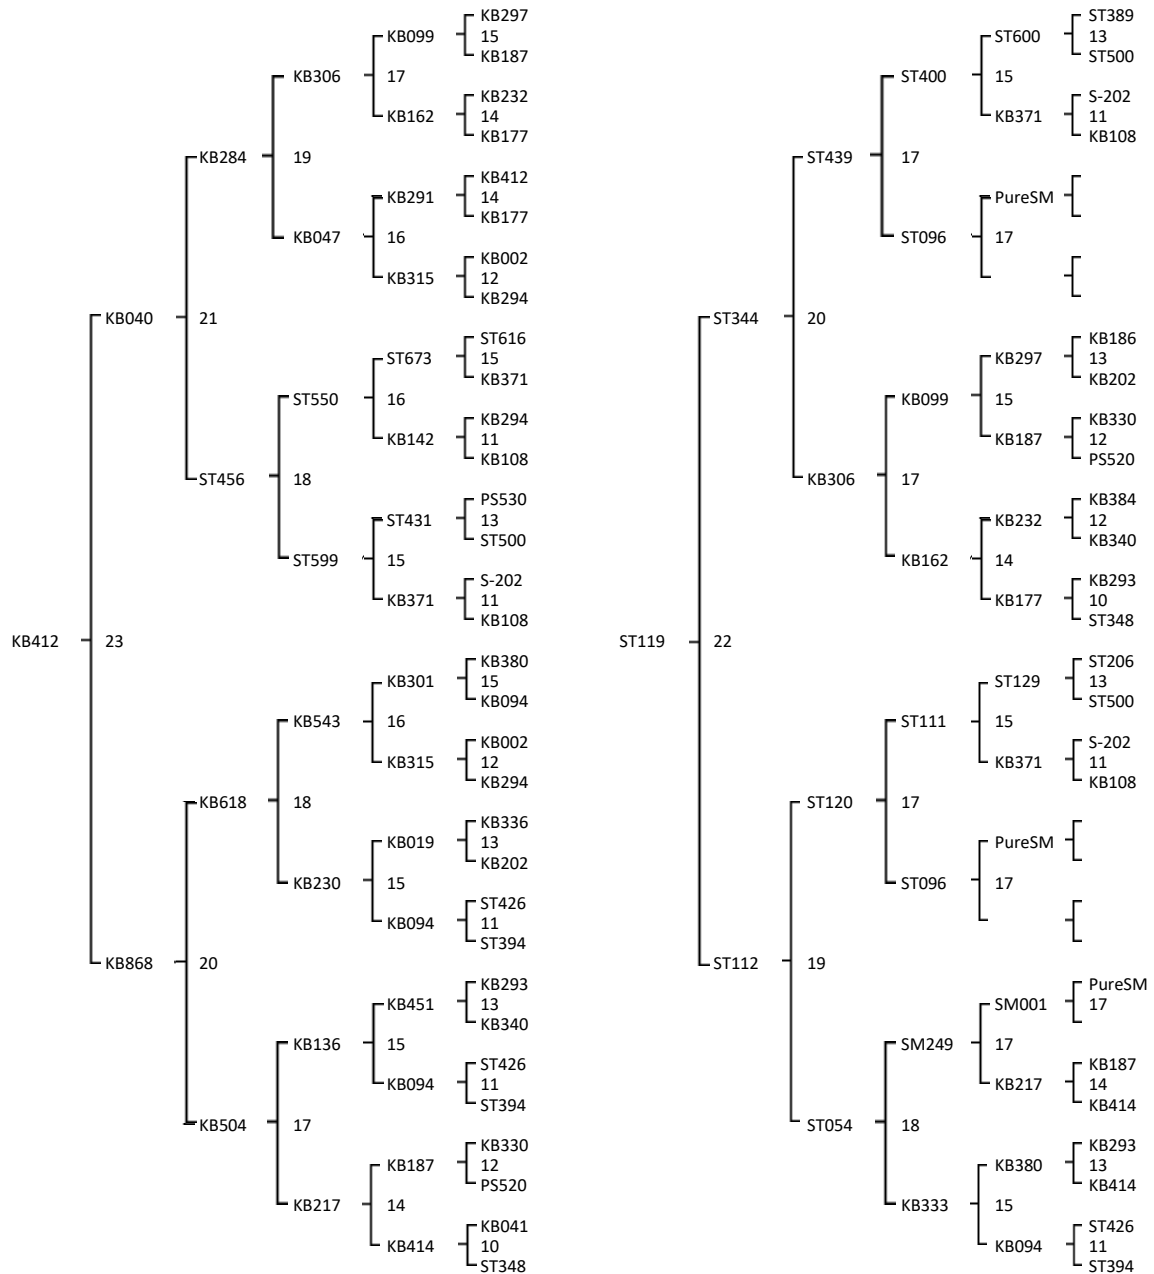 KB297
KB099 15
KB187
KB306 17
KB232
KB162 14
KB177
KB284 19
KB412
KB291 14
KB177
KB047 16
KB002
KB315 12
KB294
KB040 21
ST616
ST673 15
KB371
ST550 16
KB294
KB142 11
KB108
ST456 18
PS530
ST431 13
ST500
ST599 15
S-202
KB371 11
KB108
KB412 23
KB380
KB301 15
KB094
KB543 16
KB002
KB315 12
KB294
KB618 18
KB336
KB019 13
KB202
KB230 15
ST426
KB094 11
ST394
KB868 20
KB293
KB451 13
KB340
KB136 15
ST426
KB094 11
ST394
KB504 17
KB330
KB187 12
PS520
KB217 14
KB041
KB414 10
ST348
ST389
ST600 13
ST500
ST400 15
S-202
KB371 11
KB108
ST439 17
PureSM
ST096 17
ST344 20
KB186
KB297 13
KB202
KB099 15
KB330
KB187 12
PS520
KB306 17
KB384
KB232 12
KB340
KB162 14
KB293
KB177 10
ST348
ST119 22
ST206
ST129 13
ST500
ST111 15
S-202
KB371 11
KB108
ST120 17
PureSM
ST096 17
ST112 19
PureSM
SM001 17
SM249 17
KB187
KB217 14
KB414
ST054 18
KB293
KB380 13
KB414
KB333 15
ST426
KB094 11
ST394